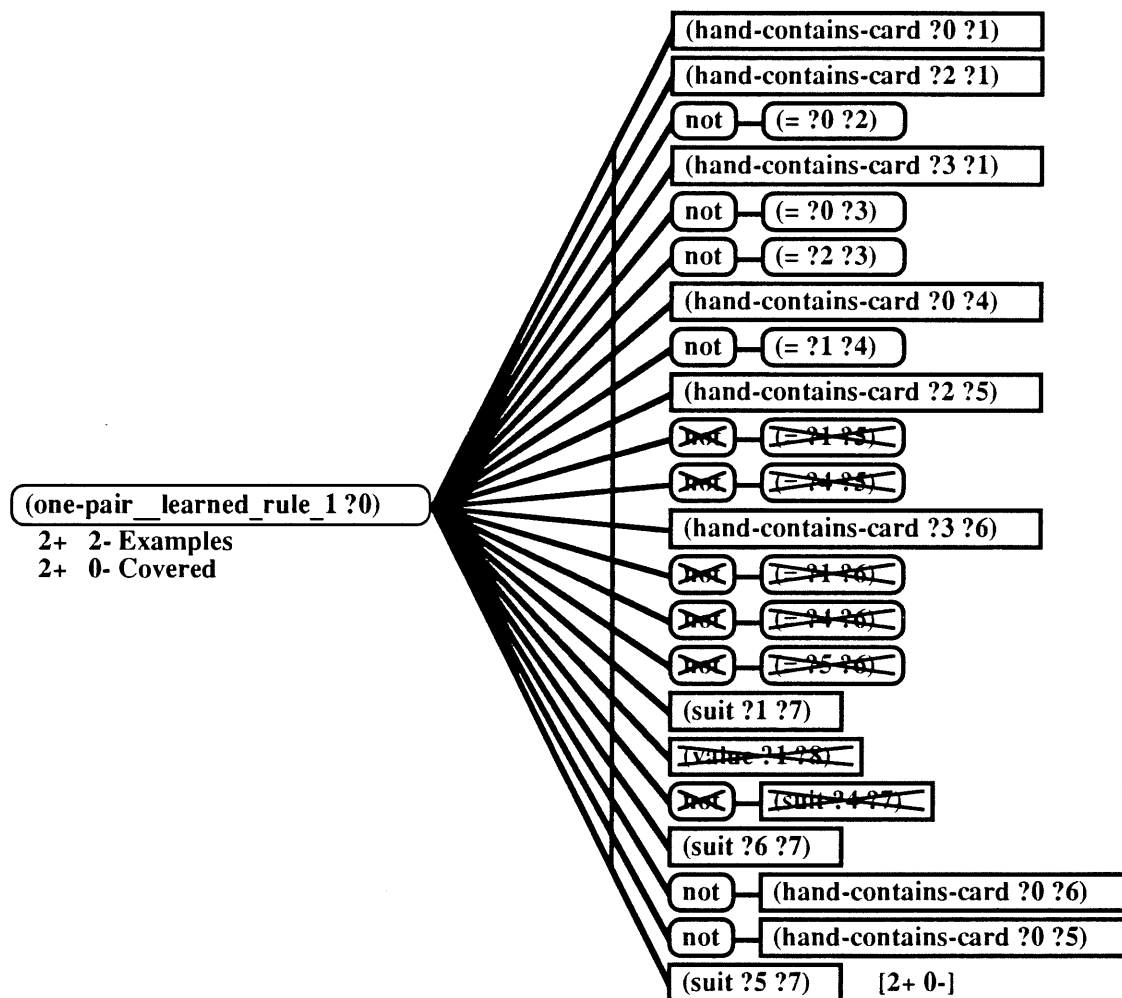 (hand-contains-card ?0 ?1)
(hand-contains-card ?2 ?1)
not (= ?0 ?2)
(hand-contains-card ?3 ?1)
not (= ?0 ?3)
not (= ?2 ?3)
(hand-contains-card ?0 ?4)
not (= ?1 ?4)
(hand-contains-card ?2 ?5)
not (= ?1 ?5)
not (= ?4 ?5)
(one-pair__learned_rule_1 ?0)
2+ 2- Examples
2+ 0- Covered
(hand-contains-card ?3 ?6)
not (= ?1 ?6)
not (= ?4 ?6)
not (= ?5 ?6)
(suit ?1 ?7)
(value ?1 ?8)
not (suit ?4 ?7)
(suit ?6 ?7)
not (hand-contains-card ?0 ?6)
not (hand-contains-card ?0 ?5)
(suit ?5 ?7) [2+ 0-]